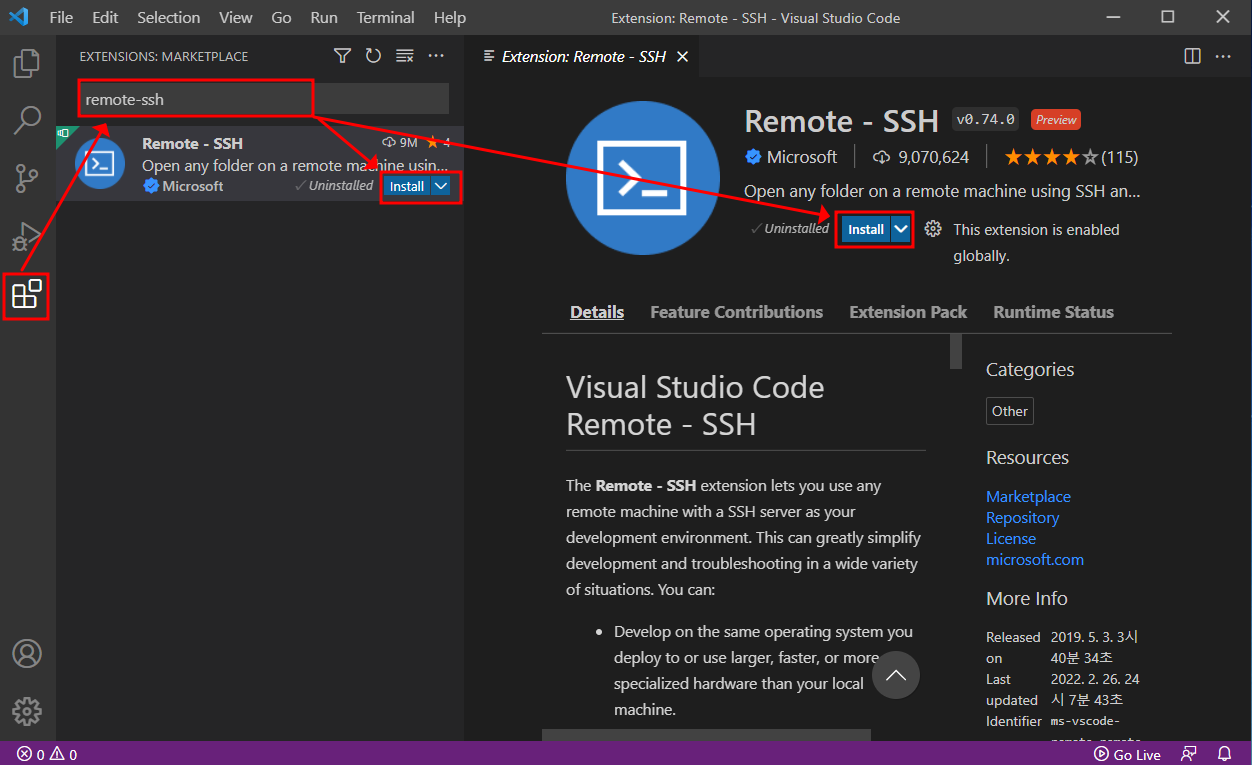 File Edit Selection View Go Run Terminal Help
Extension: Remote - SSH - Visual Studio Code
EXTENSIONS: MARKETPLACE
remote-ssh
Remote - SSH 9M 4
Open any folder on a remote machine usin...
Microsoft Uninstalled Install
Extension: Remote - SSH
Remote - SSH v0.74.0 Preview
Microsoft 9,070,624 (115)
Open any folder on a remote machine using SSH an...
Uninstalled Install This extension is enabled
globally.
Details Feature Contributions Extension Pack Runtime Status
Visual Studio Code
Remote - SSH
The Remote - SSH extension lets you use any
remote machine with a SSH server as your
development environment. This can greatly simplify
development and troubleshooting in a wide variety
of situations. You can:
• Develop on the same operating system you
deploy to or use larger, faster, or more
specialized hardware than your local
machine.
Categories
Other
Resources
Marketplace
Repository
License
microsoft.com
More Info
Released 2019. 5. 3. 3시
on 40분 34초
Last 2022. 2. 26. 24
updated 시 7분 43초
Identifier ms-vscode-
0 0
Go Live